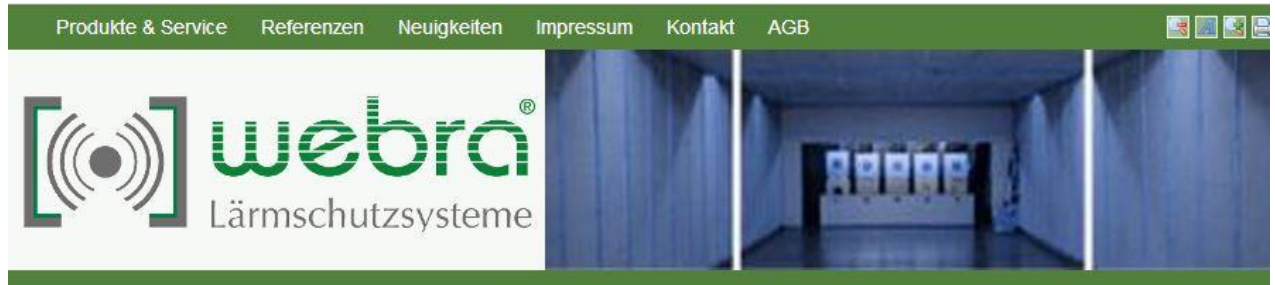 Produkte & Service Referenzen Neuigkeiten Impressum Kontakt AGB
webra®
Lärmschutzsysteme